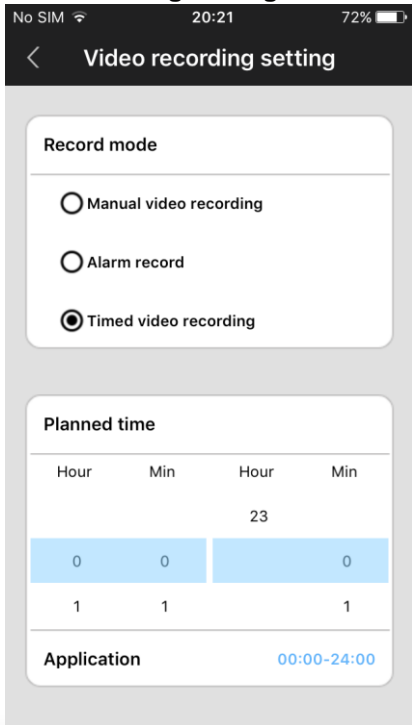 No SIM 20:21 72%
Video recording setting
Record mode
Manual video recording
Alarm record
Timed video recording
Planned time
Hour Min Hour Min
23
0 0 0
1 1 1
Application 00:00-24:00